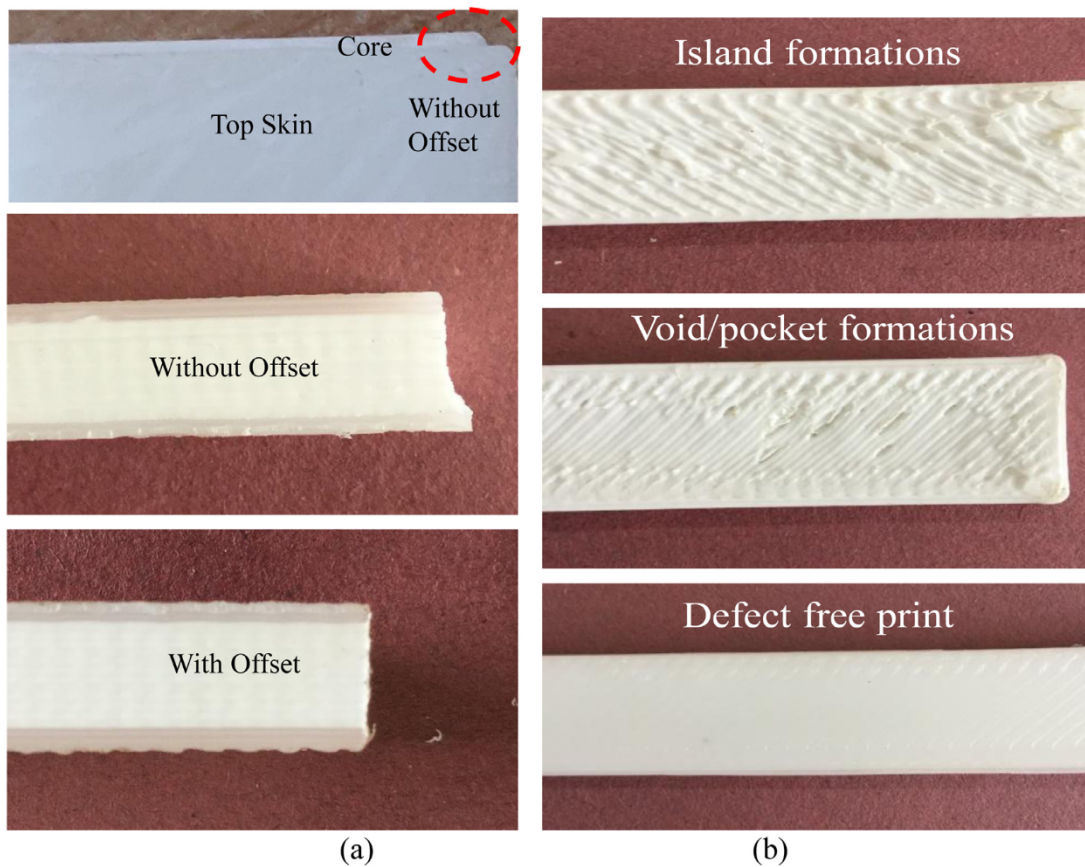 Core
Top Skin
Without
Offset
Without Offset
With Offset
(a)
Island formations
Void/pocket formations
Defect free print
(b)